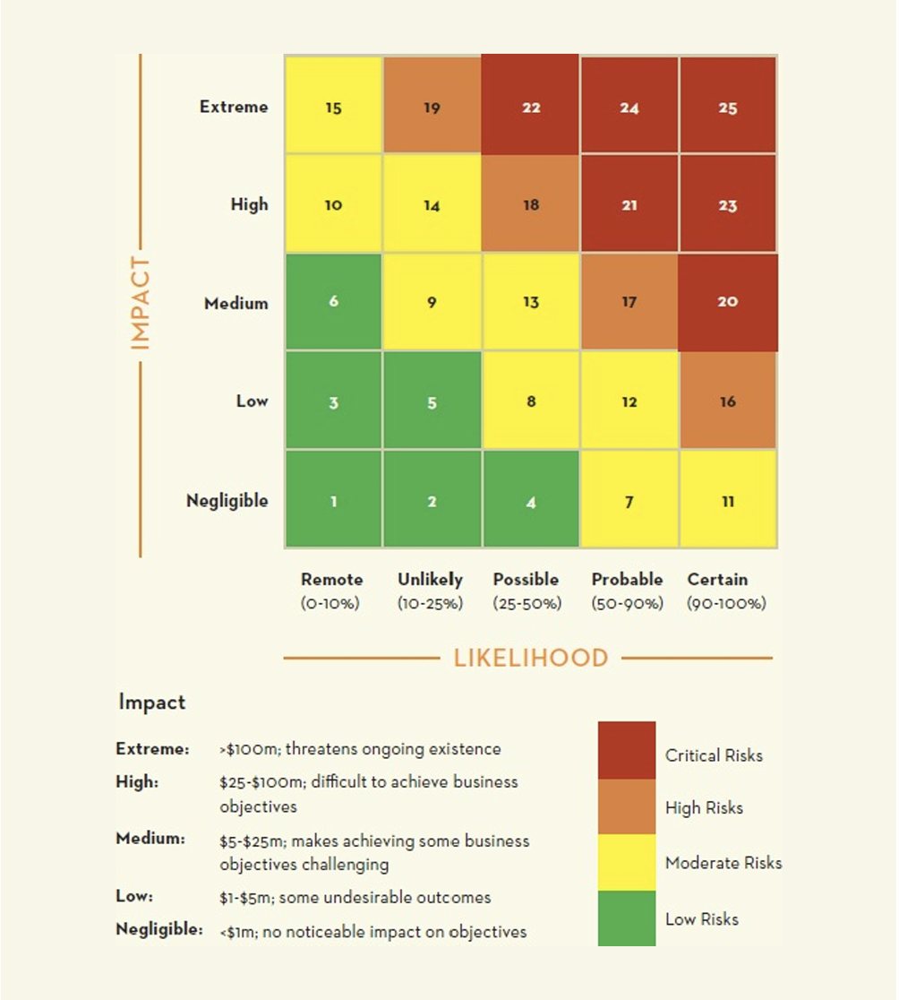 Extreme 15 19 22 24 25
High 10 14 18 21 23
IMPACT
Medium 6 9 13 17 20
Low 3 5 8 12 16
Negligible 1 2 4 7 11
Remote Unlikely Possible Probable Certain
(0-10%) (10-25%) (25-50%) (50-90%) (90-100%)
LIKELIHOOD
Impact
Extreme: >$100m; threatens ongoing existence
High: $25-$100m; difficult to achieve business
objectives
Medium: $5-$25m; makes achieving some business
objectives challenging
Low: $1-$5m; some undesirable outcomes
Negligible: <$1m; no noticeable impact on objectives
Critical Risks
High Risks
Moderate Risks
Low Risks